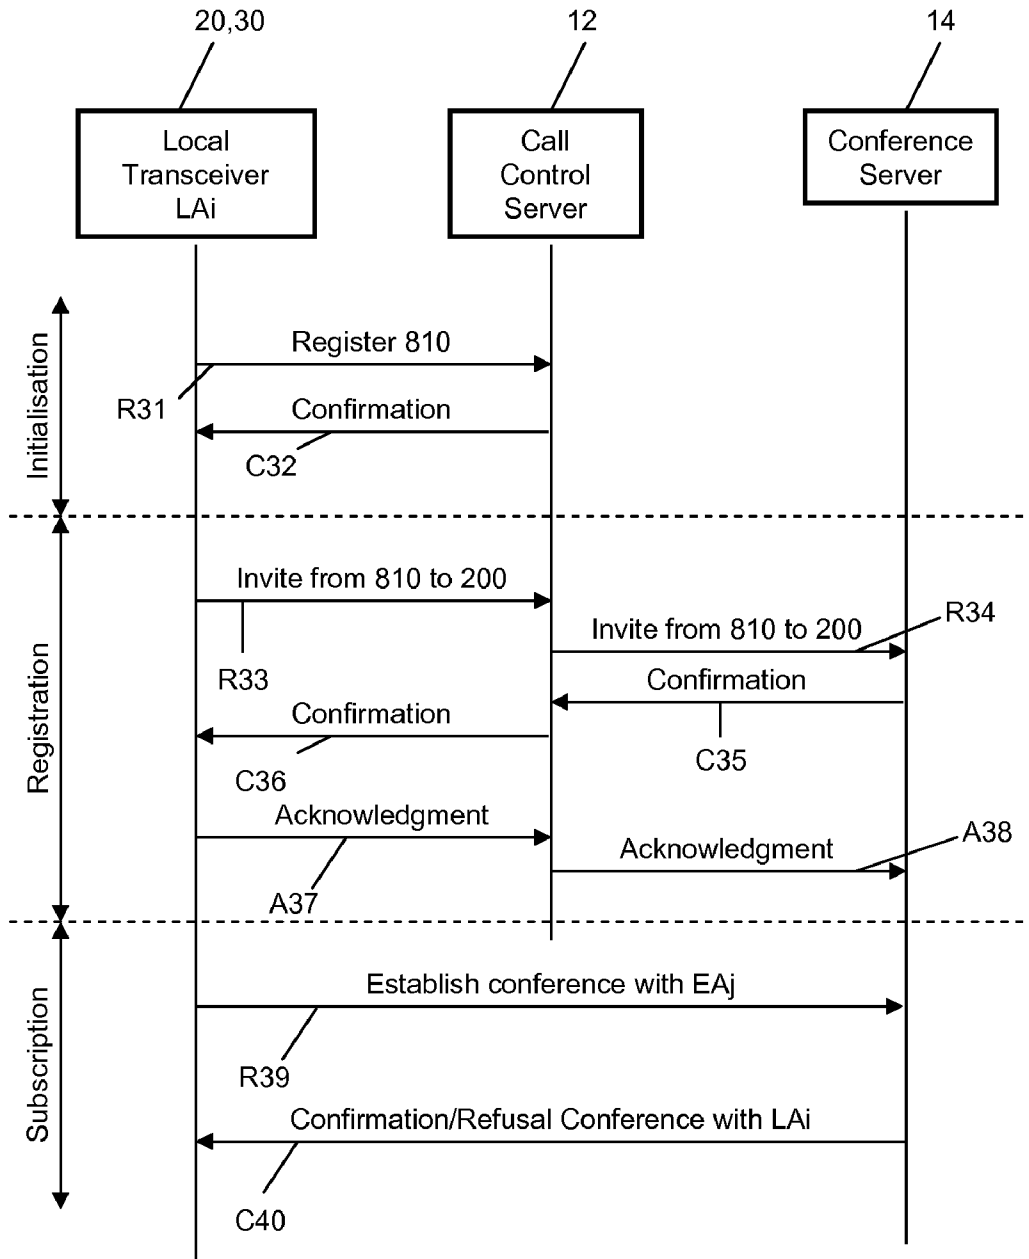 20,30
12
14
Local
Transceiver
LAi
Call
Control
Server
Conference
Server
Initialisation
Register 810
R31
Confirmation
C32
Registration
Invite from 810 to 200
R33
Invite from 810 to 200
R34
Confirmation
C35
Confirmation
C36
Acknowledgment
A37
Acknowledgment
A38
Subscription
Establish conference with EAj
R39
Confirmation/Refusal Conference with LAi
C40